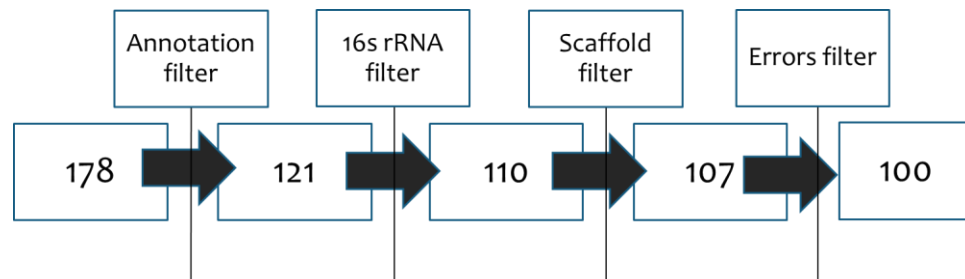 Annotation
filter
16s rRNA
filter
Scaffold
filter
Errors filter
178
121
110
107
100